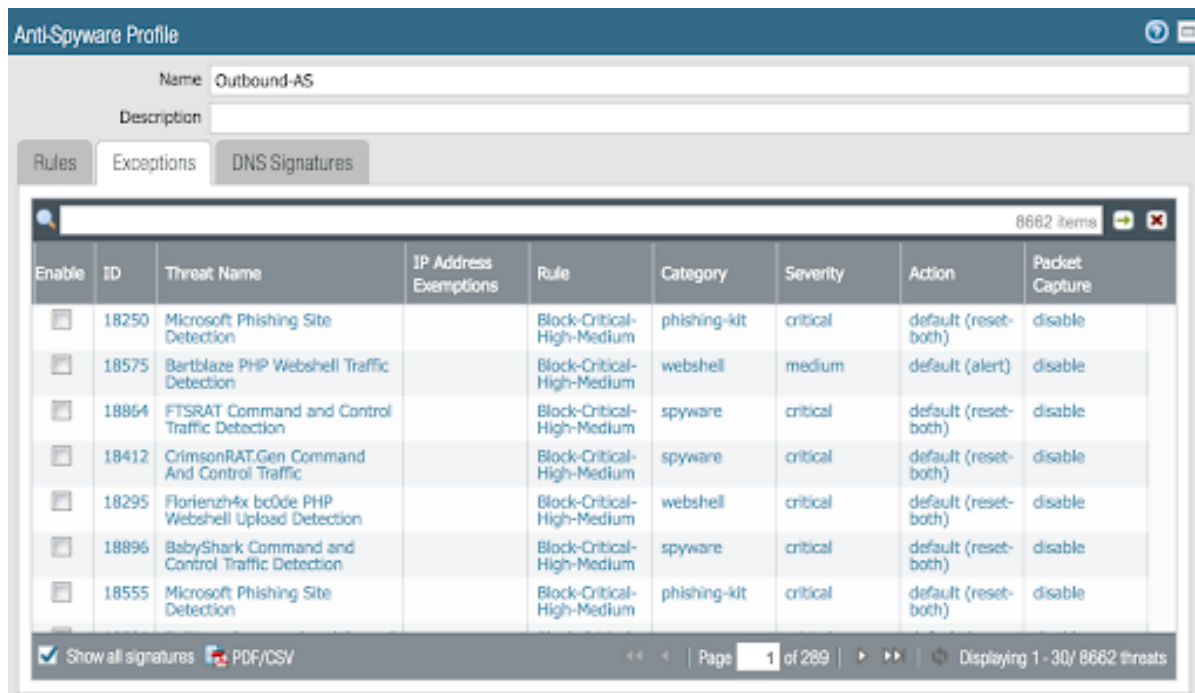 Anti-Spyware Profile
Name Outbound-AS
Description
Rules Exceptions DNS Signatures
8662 items
Enable ID Threat Name IP Address Exemptions Rule Category Severity Action Packet Capture
18250 Microsoft Phishing Site Detection Block-Critical-High-Medium phishing-kit critical default (reset-both) disable
18575 Bartblaze PHP Webshell Traffic Detection Block-Critical-High-Medium webshell medium default (alert) disable
18864 FTSRAT Command and Control Traffic Detection Block-Critical-High-Medium spyware critical default (reset-both) disable
18412 CrimsonRAT.Gen Command And Control Traffic Block-Critical-High-Medium spyware critical default (reset-both) disable
18295 Florienzh4x bc0de PHP Webshell Upload Detection Block-Critical-High-Medium webshell critical default (reset-both) disable
18896 BabyShark Command and Control Traffic Detection Block-Critical-High-Medium spyware critical default (reset-both) disable
18555 Microsoft Phishing Site Detection Block-Critical-High-Medium phishing-kit critical default (reset-both) disable
Show all signatures PDF/CSV Page 1 of 289 Displaying 1 - 30/ 8662 threats